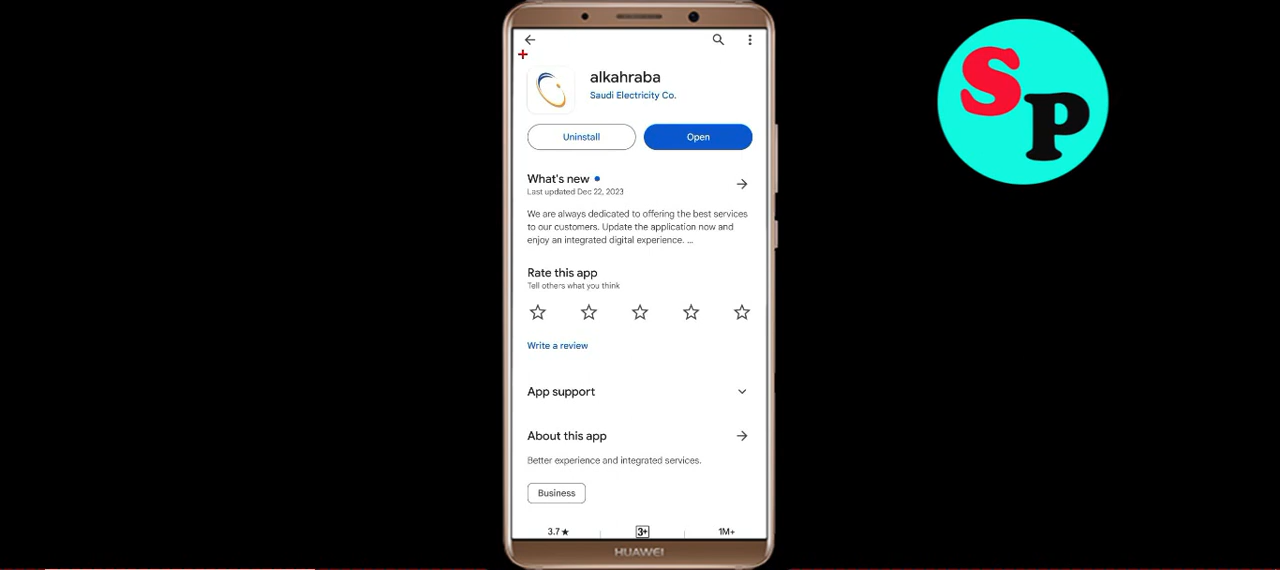 SP
alkahraba
Saudi Electricity Co.
Uninstall
Open
What's new
Last updated Dec 22, 2023
We are always dedicated to offering the best services
to our customers. Update the application now and
enjoy an integrated digital experience. ...
Rate this app
Tell others what you think
Write a review
App support
About this app
Better experience and integrated services.
Business
3.7★
3+
1M+
HUAWEI